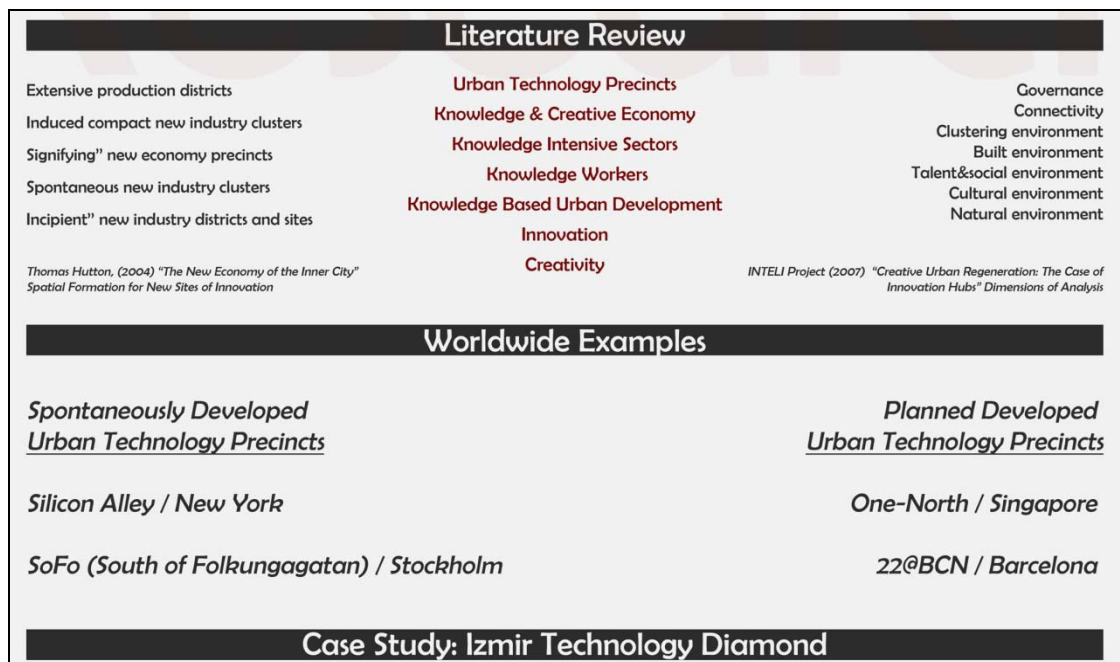 Literature Review
Extensive production districts
Induced compact new industry clusters
Signifying” new economy precincts
Spontaneous new industry clusters
Incipient” new industry districts and sites
Thomas Hutton, (2004) “The New Economy of the Inner City”
Spatial Formation for New Sites of Innovation
Urban Technology Precincts
Knowledge & Creative Economy
Knowledge Intensive Sectors
Knowledge Workers
Knowledge Based Urban Development
Innovation
Creativity
Governance
Connectivity
Clustering environment
Built environment
Talent&social environment
Cultural environment
Natural environment
INTELI Project (2007) “Creative Urban Regeneration: The Case of
Innovation Hubs” Dimensions of Analysis
Worldwide Examples
Spontaneously Developed
Urban Technology Precincts
Silicon Alley / New York
SoFo (South of Folkungagatan) / Stockholm
Planned Developed
Urban Technology Precincts
One-North / Singapore
22@BCN / Barcelona
Case Study: Izmir Technology Diamond